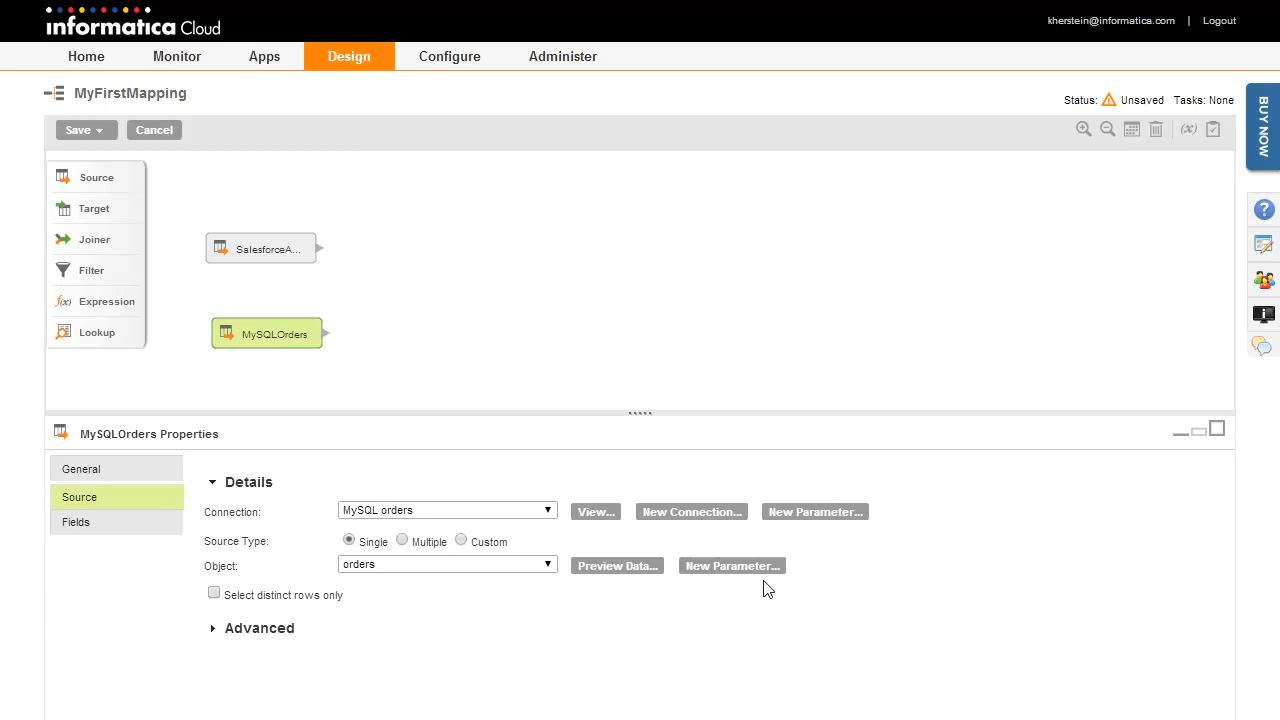 informatica Cloud
kherstein@informatica.com | Logout
Home Monitor Apps Design Configure Administer
MyFirstMapping
Status: Unsaved Tasks: None
Save Cancel
(x)
BUY NOW
Source
Target
Joiner
Filter
f(x) Expression
Lookup
SalesforceA...
MySQLOrders
MySQLOrders Properties
General
Source
Fields
Details
Connection: MySQL orders View... New Connection... New Parameter...
Source Type: Single Multiple Custom
Object: orders Preview Data... New Parameter...
Select distinct rows only
Advanced